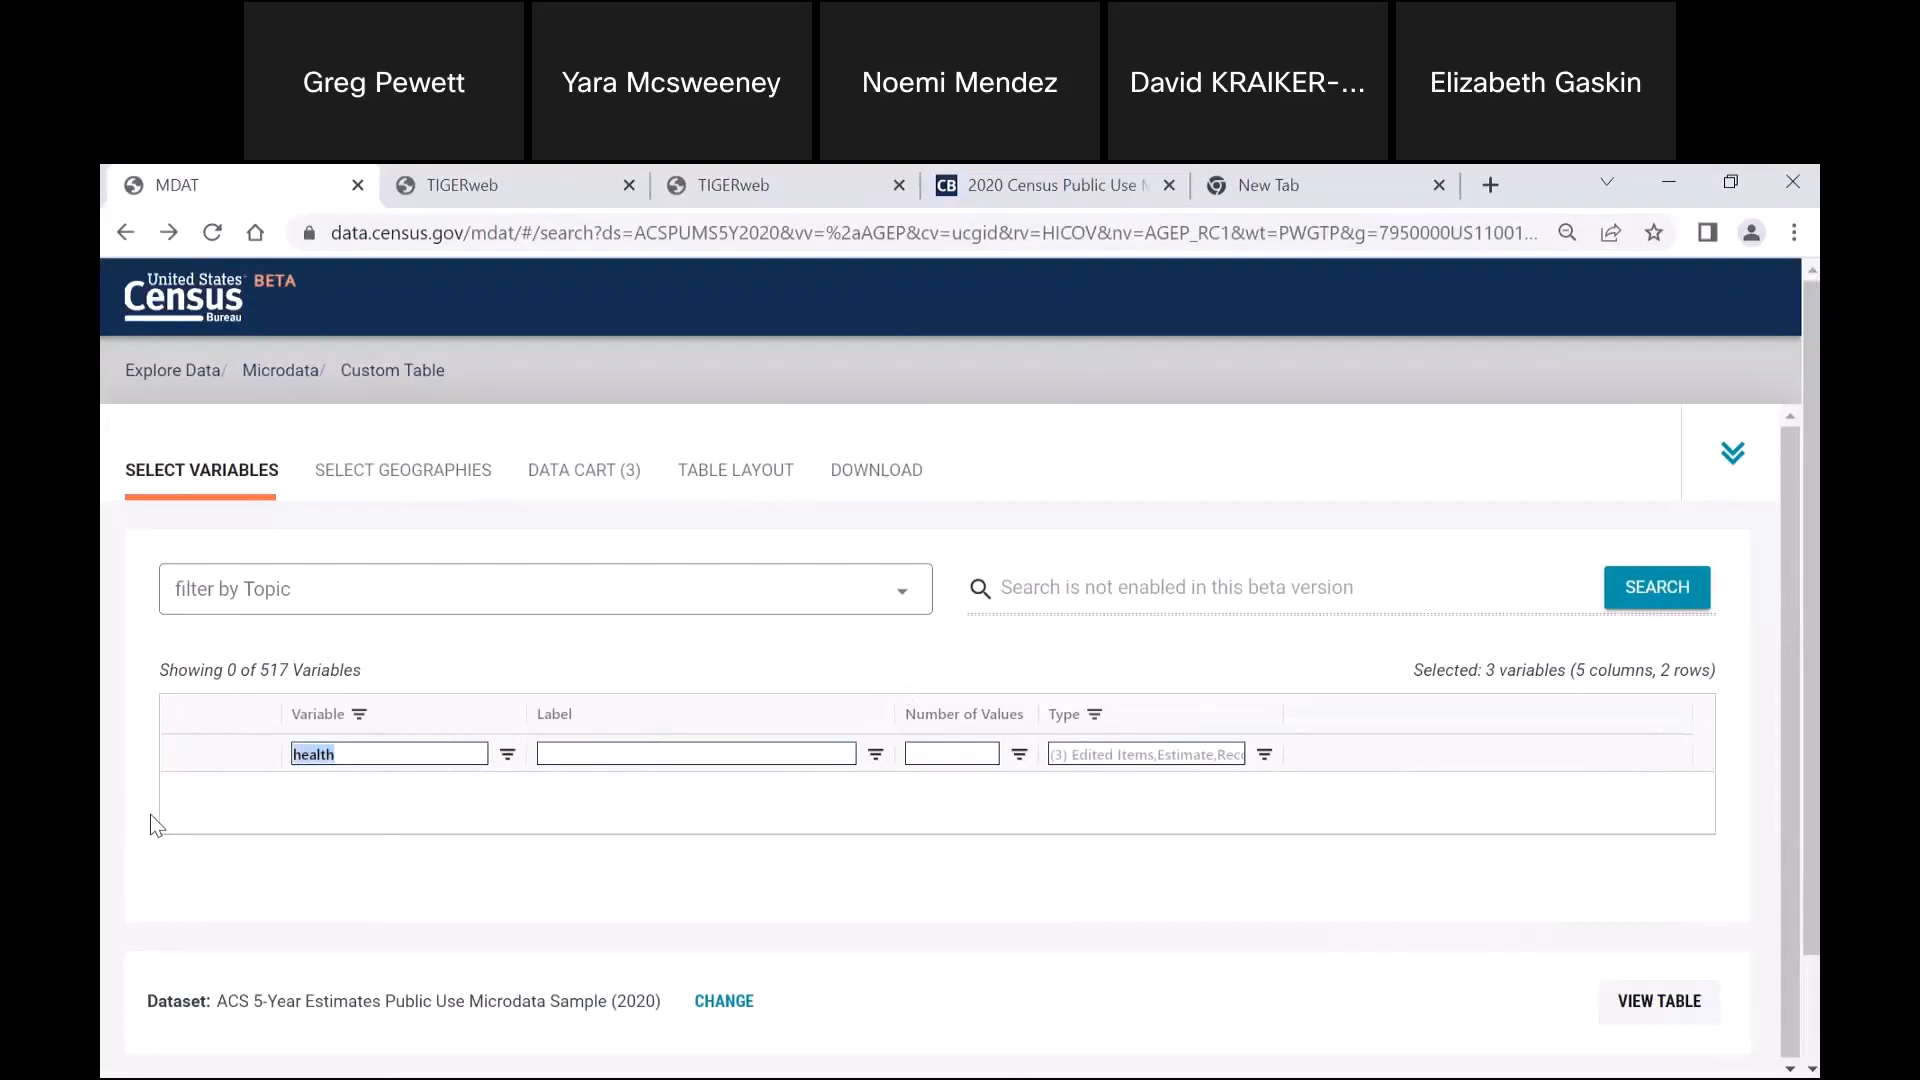 Greg Pewett
Yara Mcsweeney
Noemi Mendez
David KRAIKER-...
Elizabeth Gaskin
MDAT
TIGERweb
TIGERweb
CB 2020 Census Public Use
New Tab
data.census.gov/mdat/#/search?ds=ACSPUMS5Y2020&vv=%2aAGEP&cv=ucgid&rv=HICOV&nv=AGEP_RC1&wt=PWGTP&g=7950000US11001...
United States
Census
Bureau
BETA
Explore Data/ Microdata/ Custom Table
SELECT VARIABLES SELECT GEOGRAPHIES DATA CART (3) TABLE LAYOUT DOWNLOAD
filter by Topic
Search is not enabled in this beta version
SEARCH
Showing 0 of 517 Variables
Selected: 3 variables (5 columns, 2 rows)
Variable Label Number of Values Type
health
(3) Edited Items,Estimate,Rec
Dataset: ACS 5-Year Estimates Public Use Microdata Sample (2020) CHANGE
VIEW TABLE